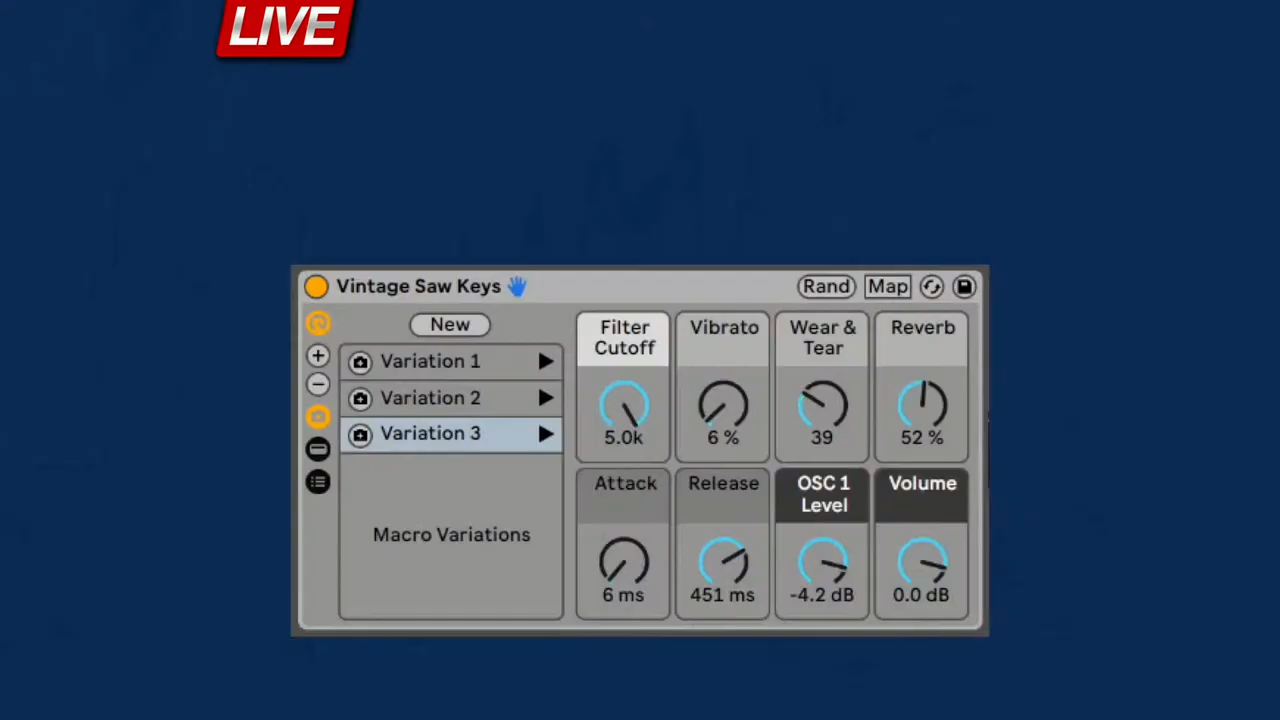 LIVE
Vintage Saw Keys
Rand
Map
New
Variation 1
Variation 2
Variation 3
Macro Variations
Filter
Cutoff
5.0k
Vibrato
6 %
Wear &
Tear
39
Reverb
52 %
Attack
6 ms
Release
451 ms
OSC 1
Level
-4.2 dB
Volume
0.0 dB